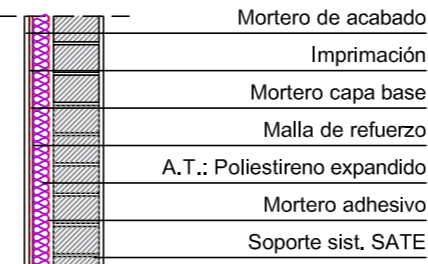 Mortero de acabado
Imprimación
Mortero capa base
Malla de refuerzo
A.T.: Poliestireno expandido
Mortero adhesivo
Soporte sist. SATE